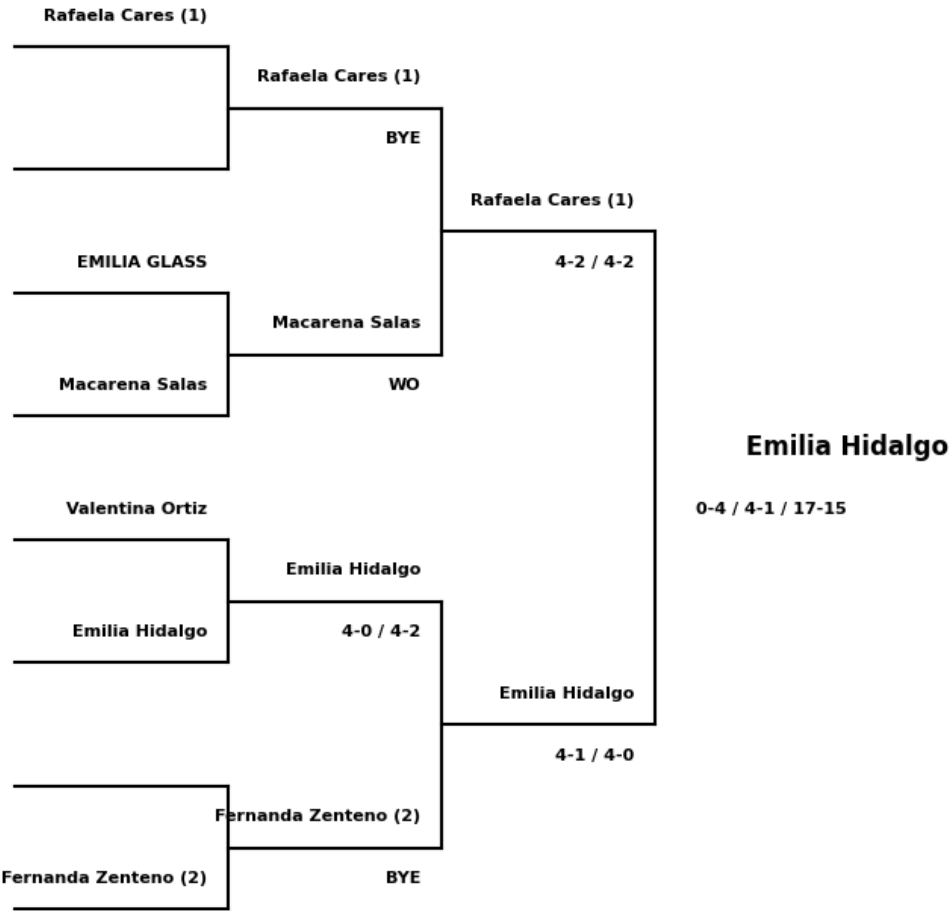 Rafaela Cares (1)
Rafaela Cares (1)
BYE
Rafaela Cares (1)
4-2 / 4-2
EMILIA GLASS
Macarena Salas
Macarena Salas
WO
Emilia Hidalgo
0-4 / 4-1 / 17-15
Valentina Ortiz
Emilia Hidalgo
Emilia Hidalgo
4-0 / 4-2
Emilia Hidalgo
4-1 / 4-0
Fernanda Zenteno (2)
Fernanda Zenteno (2)
BYE